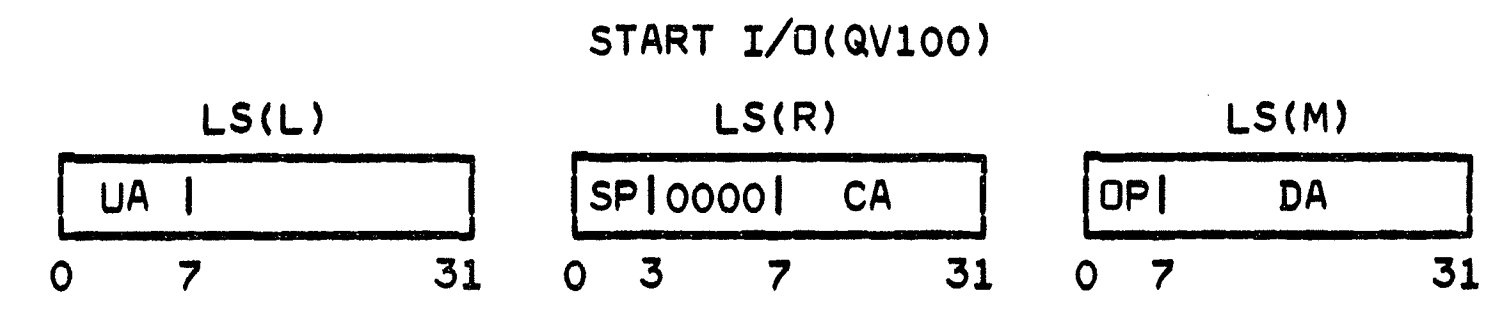 START I/O(QV100)
LS(L) LS(R) LS(M)
UA | SP|0000| CA OP| DA
0 7 31 0 3 7 31 0 7 31